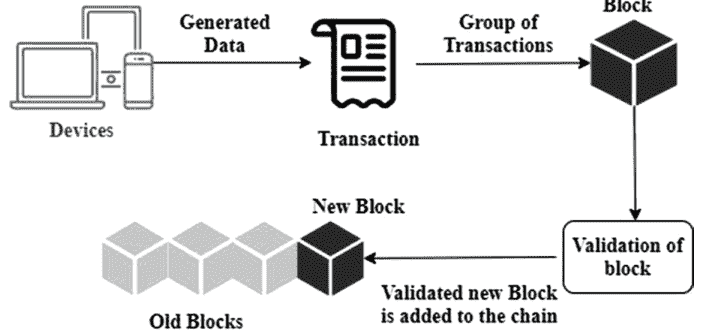 Generated
Data
Group of
Transactions
Block
Devices
Transaction
New Block
Validation of
block
Validated new Block
is added to the chain
Old Blocks